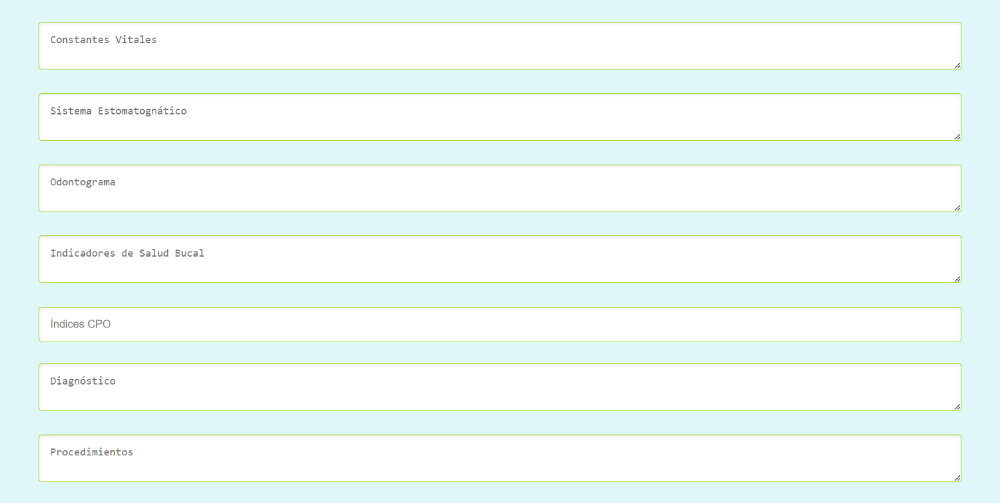 Constantes Vitales
Sistema Estomatognático
Odontograma
Indicadores de Salud Bucal
Índices CPO
Diagnóstico
Procedimientos